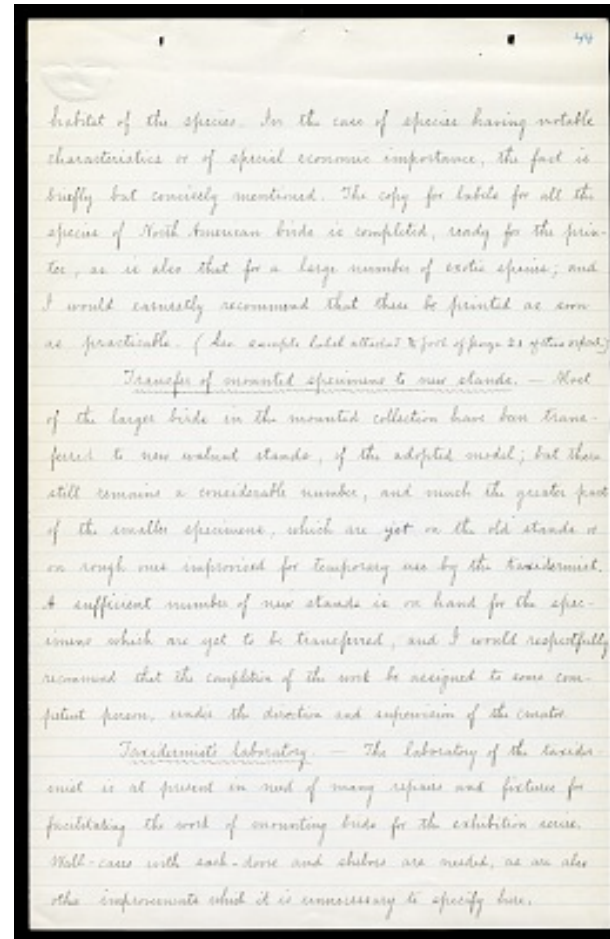 44
habitat of the species. In the case of species having notable
characteristics or of special economic importance, the fact is
briefly but concisely mentioned. The copy for labels for all the
species of North American birds is completed, ready for the prin-
ter, as is also that for a large number of exotic species; and
I would earnestly recommend that these be printed as soon
as practicable. (See sample label attached to foot of page 21 of this report.)
Transfer of mounted specimens to new stands. — Most
of the larger birds in the mounted collection have been trans-
ferred to new walnut stands, of the adopted model; but there
still remains a considerable number, and much the greater part
of the smaller specimens, which are yet on the old stands or
on rough ones improvised for temporary use by the taxidermist.
A sufficient number of new stands is on hand for the spec-
imens which are yet to be transferred, and I would respectfully
recommend that the completion of the work be assigned to some com-
petent person, under the direction and supervision of the curator.
Taxidermist's laboratory. — The laboratory of the taxider-
mist is at present in need of many repairs and fixtures for
facilitating the work of mounting birds for the exhibition series.
Wall-cases with sash-doors and shelves are needed, as are also
other improvements which it is unnecessary to specify here.